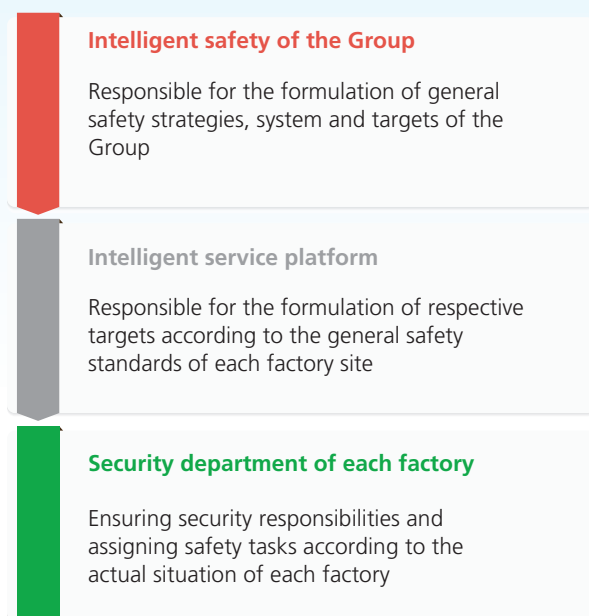 Intelligent safety of the Group
Responsible for the formulation of general
safety strategies, system and targets of the
Group
Intelligent service platform
Responsible for the formulation of respective
targets according to the general safety
standards of each factory site
Security department of each factory
Ensuring security responsibilities and
assigning safety tasks according to the
actual situation of each factory